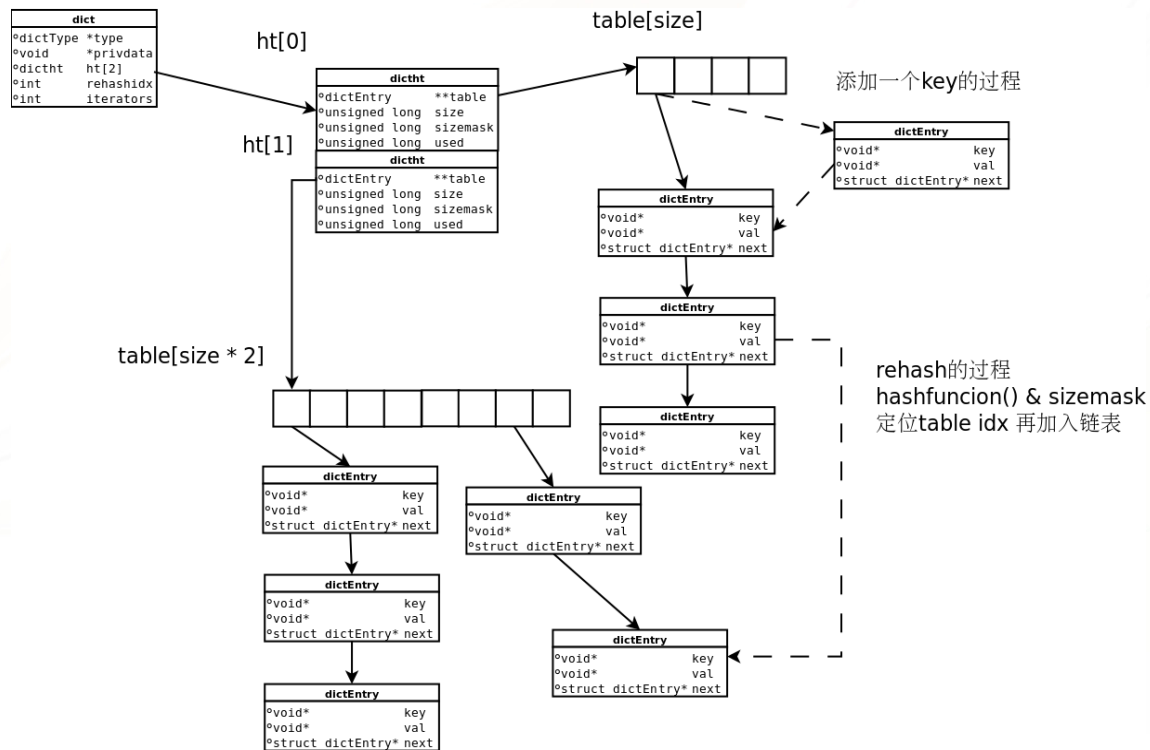 dict
dictType *type
void *privdata
dictht ht[2]
int rehashidx
int iterators
ht[0]
dictht
dictEntry **table
unsigned long size
unsigned long sizemask
unsigned long used
ht[1]
dictht
dictEntry **table
unsigned long size
unsigned long sizemask
unsigned long used
table[size]
添加一个key的过程
dictEntry
void* key
void* val
struct dictEntry* next
dictEntry
void* key
void* val
struct dictEntry* next
dictEntry
void* key
void* val
struct dictEntry* next
dictEntry
void* key
void* val
struct dictEntry* next
rehash的过程
hashfuncion() & sizemask
定位table idx 再加入链表
table[size * 2]
dictEntry
void* key
void* val
struct dictEntry* next
dictEntry
void* key
void* val
struct dictEntry* next
dictEntry
void* key
void* val
struct dictEntry* next
dictEntry
void* key
void* val
struct dictEntry* next
dictEntry
void* key
void* val
struct dictEntry* next